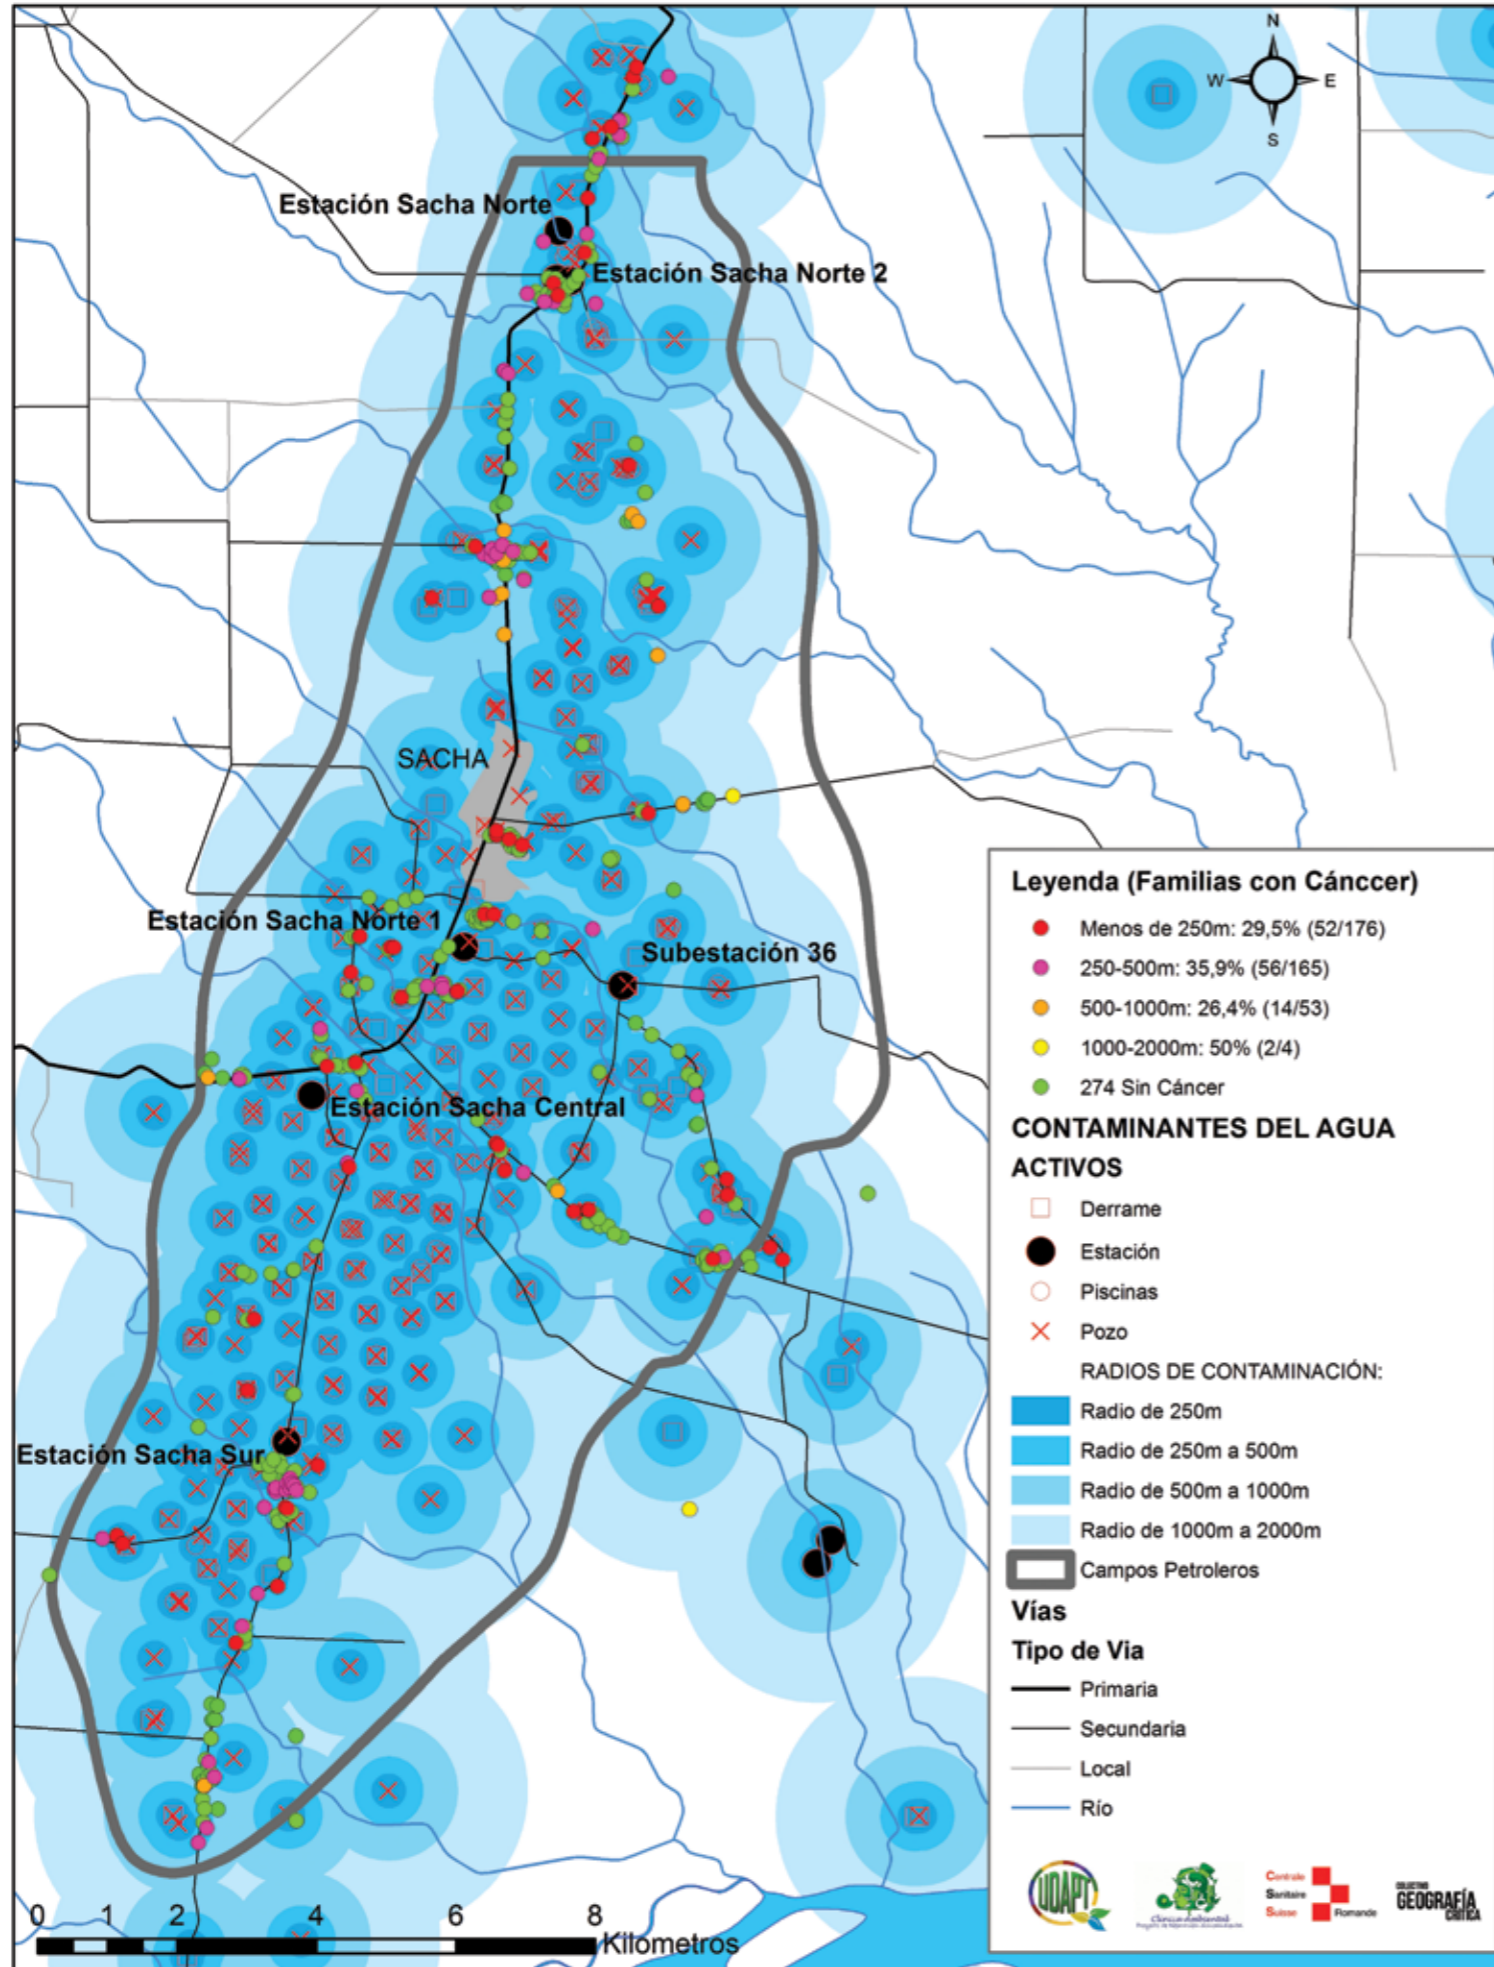 N
W
E
S
Estación Sacha Norte
Estación Sacha Norte 2
SACHA
Estación Sacha Norte 1
Subestación 36
Estación Sacha Central
Estación Sacha Sur
Leyenda (Familias con Cánccer)
Menos de 250m: 29,5% (52/176)
250-500m: 35,9% (56/165)
500-1000m: 26,4% (14/53)
1000-2000m: 50% (2/4)
274 Sin Cáncer
CONTAMINANTES DEL AGUA
ACTIVOS
Derrame
Estación
Piscinas
Pozo
RADIOS DE CONTAMINACIÓN:
Radio de 250m
Radio de 250m a 500m
Radio de 500m a 1000m
Radio de 1000m a 2000m
Campos Petroleros
Vías
Tipo de Via
Primaria
Secundaria
Local
Río
UDAPT
Clínica Ambiental
Centrale
Sanitaire
Suisse Romande
COLECTIVO
GEOGRAFÍA
CRÍTICA
0 1 2 4 6 8
Kilometros